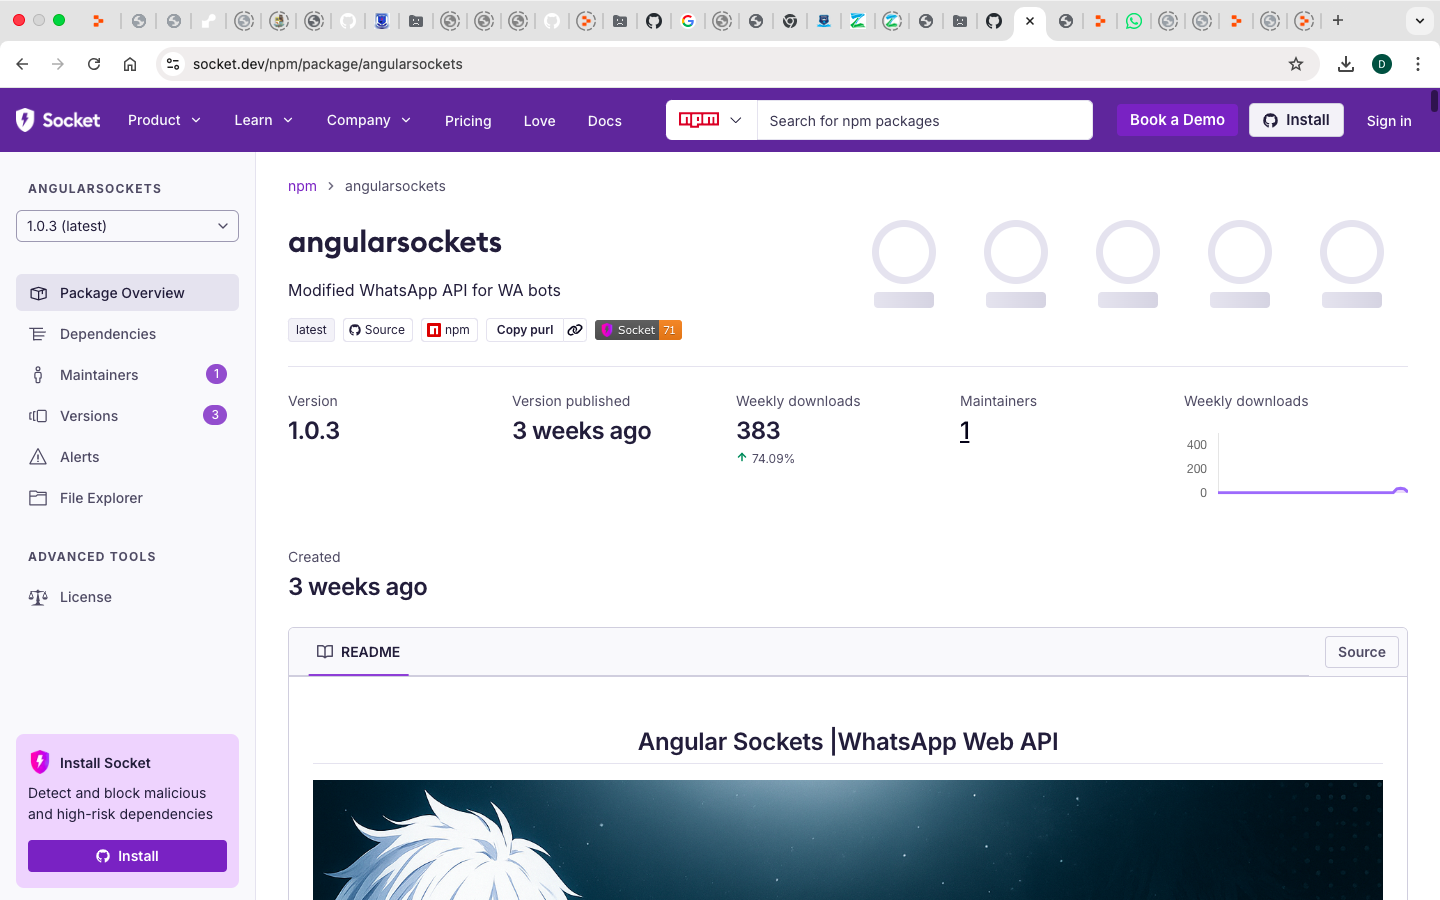 socket.dev/npm/package/angularsockets
D
Socket
Product
Learn
Company
Pricing
Love
Docs
npm
Search for npm packages
Book a Demo
Install
Sign in
ANGULARSOCKETS
1.0.3 (latest)
Package Overview
Dependencies
Maintainers
1
Versions
3
Alerts
File Explorer
ADVANCED TOOLS
License
Install Socket
Detect and block malicious
and high-risk dependencies
Install
npm > angularsockets
angularsockets
Modified WhatsApp API for WA bots
latest
Source
npm
Copy purl
Socket 71
Version
1.0.3
Version published
3 weeks ago
Weekly downloads
383
74.09%
Maintainers
1
Weekly downloads
400
200
0
Created
3 weeks ago
README
Source
Angular Sockets |WhatsApp Web API